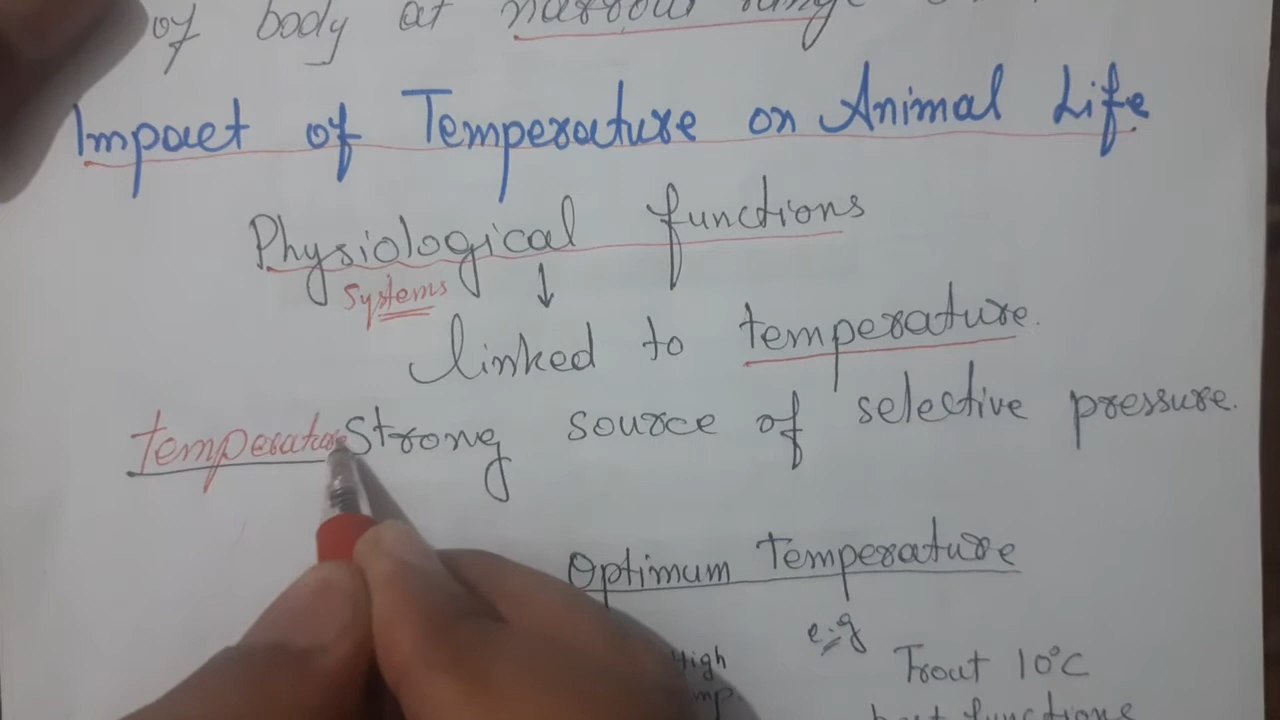 of body at narrow range
Impact of Temperature on Animal Life
Physiological functions
Systems
linked to temperature.
temperature Strong source of selective pressure.
Optimum Temperature
e.g
High
Trout 10°C
functions